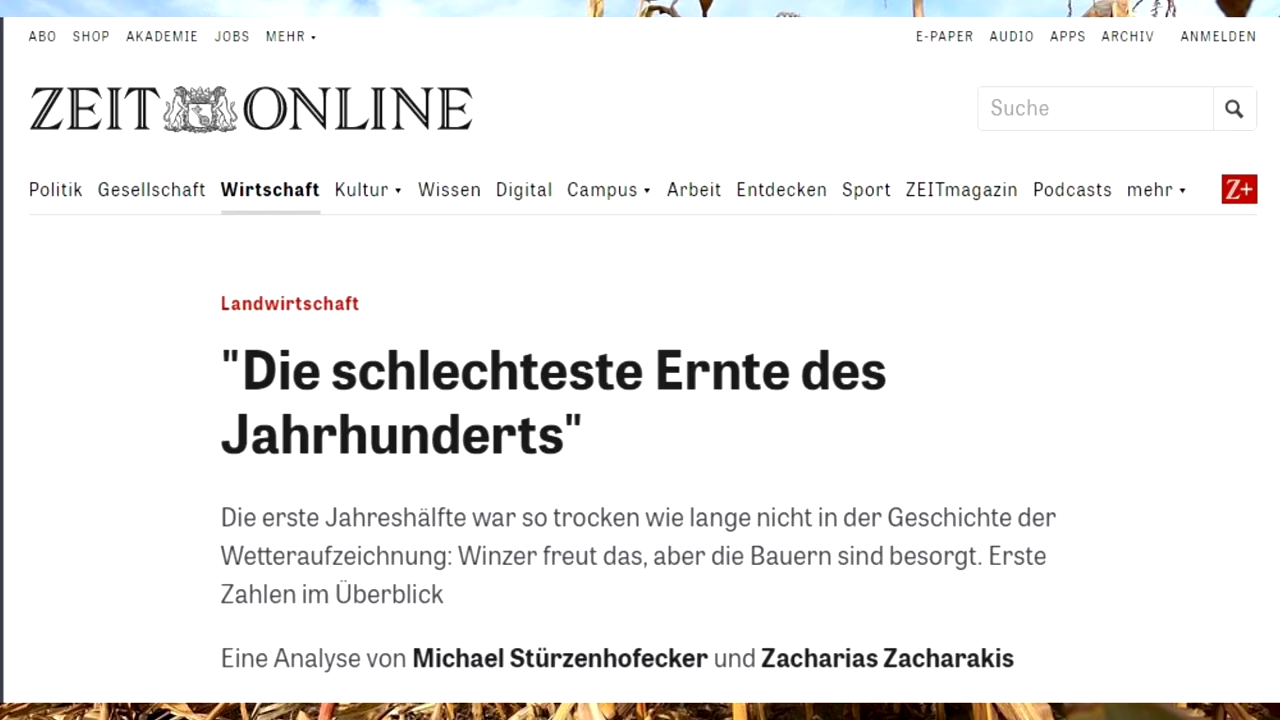 ABO SHOP AKADEMIE JOBS MEHR E-PAPER AUDIO APPS ARCHIV ANMELDEN
ZEIT ONLINE
Suche
Politik Gesellschaft Wirtschaft Kultur Wissen Digital Campus Arbeit Entdecken Sport ZEITmagazin Podcasts mehr Z+
Landwirtschaft
"Die schlechteste Ernte des
Jahrhunderts"
Die erste Jahreshälfte war so trocken wie lange nicht in der Geschichte der
Wetteraufzeichnung: Winzer freut das, aber die Bauern sind besorgt. Erste
Zahlen im Überblick
Eine Analyse von Michael Stürzenhofecker und Zacharias Zacharakis